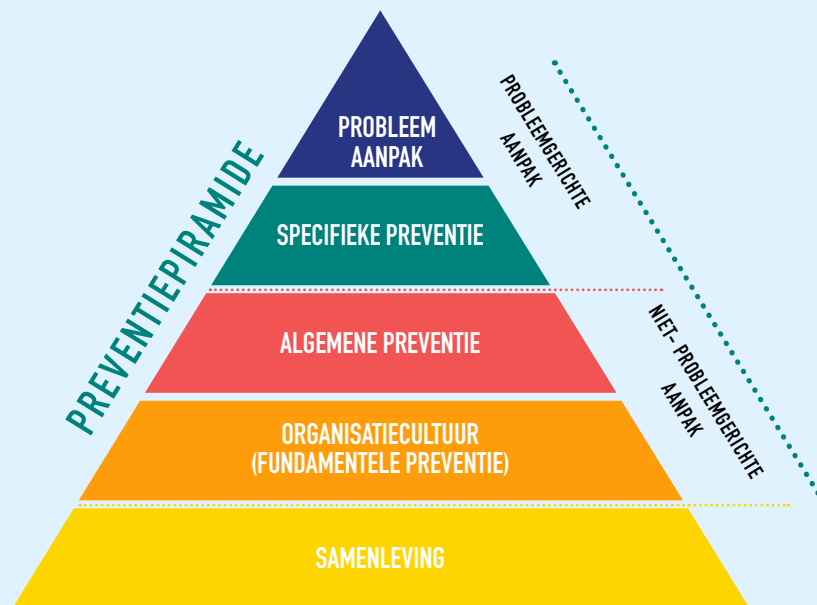 PREVENTIEPIRAMIDE
PROBLEEM
AANPAK
SPECIFIEKE PREVENTIE
ALGEMENE PREVENTIE
ORGANISATIECULTUUR
(FUNDAMENTELE PREVENTIE)
SAMENLEVING
PROBLEEMGERICHTE
AANPAK
NIET- PROBLEEMGERICHTE
AANPAK